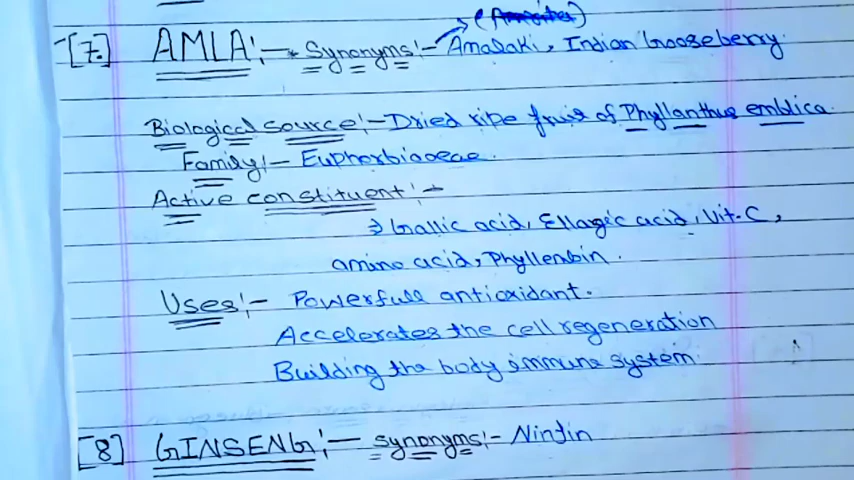 [7.] AMLA:- Synonyms:- Amalaki, Indian Gooseberry.
Biological source:- Dried ripe fruit of Phyllanthus emblica.
Family:- Euphorbiaceae.
Active constituent:-
→ Gallic acid, Ellagic acid, Vit-C,
amino acid, Phyllembin.
Uses:- Powerfull antioxidant.
Accelerates the cell regeneration
Building the body immune system.
[8] GINSENG:- synonyms:- Ninjin